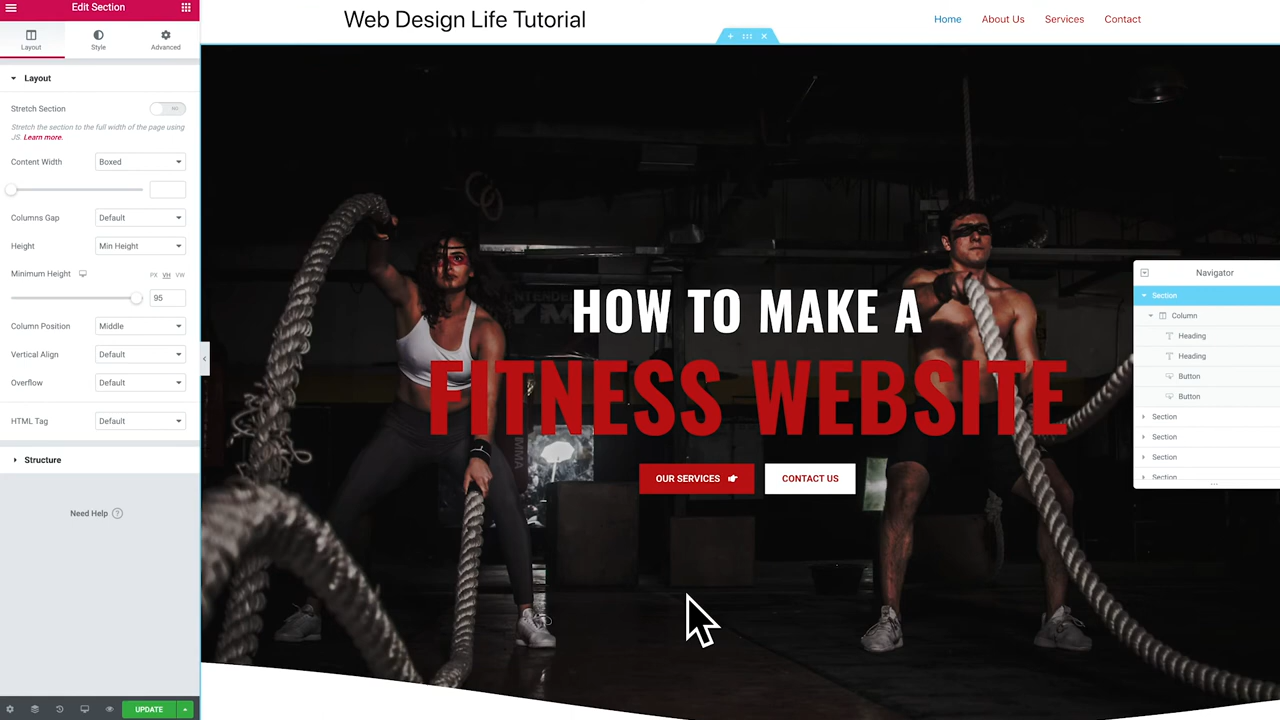 Edit Section
Layout
Style
Advanced
Layout
Stretch Section
NO
Stretch the section to the full width of the page using
JS. Learn more.
Content Width
Boxed
Columns Gap
Default
Height
Min Height
Minimum Height
PX VH VW
95
Column Position
Middle
Vertical Align
Default
Overflow
Default
HTML Tag
Default
Structure
Need Help ?
UPDATE
Web Design Life Tutorial
Home
About Us
Services
Contact
HOW TO MAKE A
FITNESS WEBSITE
OUR SERVICES
CONTACT US
Navigator
Section
Column
Heading
Heading
Button
Button
Section
Section
Section
Section